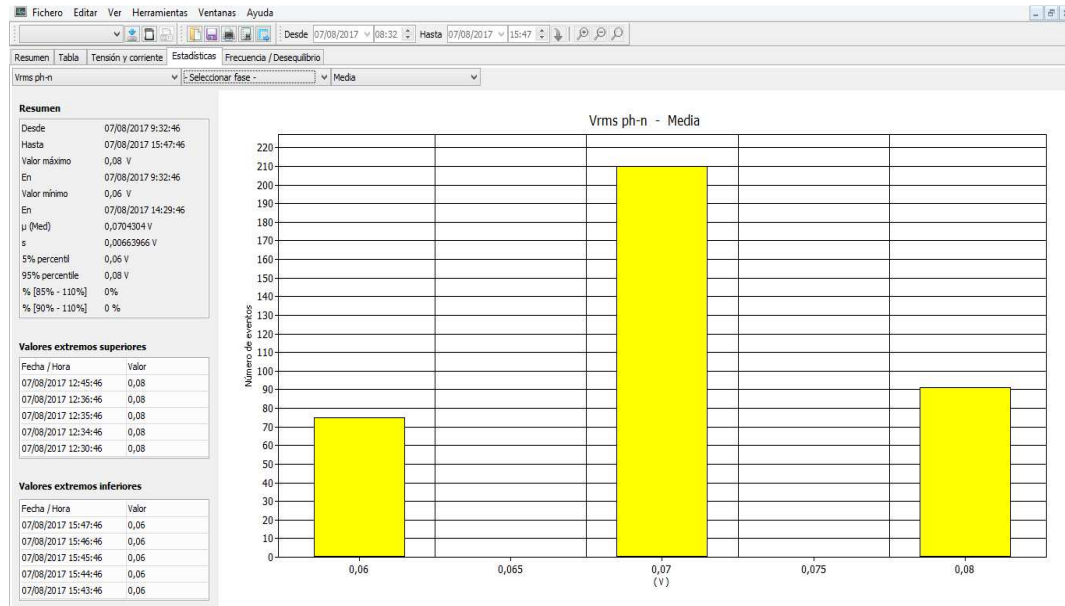 Fichero Editar Ver Herramientas Ventanas Ayuda
Desde 07/08/2017 08:32 Hasta 07/08/2017 15:47
Resumen Tabla Tensión y corriente Estadísticas Frecuencia / Desequilibrio
Vrms ph-n - Seleccionar fase - Media
Resumen
Desde 07/08/2017 9:32:46
Hasta 07/08/2017 15:47:46
Valor máximo 0,08 V
En 07/08/2017 9:32:46
Valor mínimo 0,06 V
En 07/08/2017 14:29:46
µ (Med) 0,0704304 V
s 0,00663966 V
5% percentil 0,06 V
95% percentile 0,08 V
% [85% - 110%] 0%
% [90% - 110%] 0 %
Valores extremos superiores
Fecha / Hora Valor
07/08/2017 12:45:46 0,08
07/08/2017 12:36:46 0,08
07/08/2017 12:35:46 0,08
07/08/2017 12:34:46 0,08
07/08/2017 12:30:46 0,08
Valores extremos inferiores
Fecha / Hora Valor
07/08/2017 15:47:46 0,06
07/08/2017 15:46:46 0,06
07/08/2017 15:45:46 0,06
07/08/2017 15:44:46 0,06
07/08/2017 15:43:46 0,06
Vrms ph-n - Media
Número de eventos
220
210
200
190
180
170
160
150
140
130
120
110
100
90
80
70
60
50
40
30
20
10
0
0,06 0,065 0,07 0,075 0,08
(V)